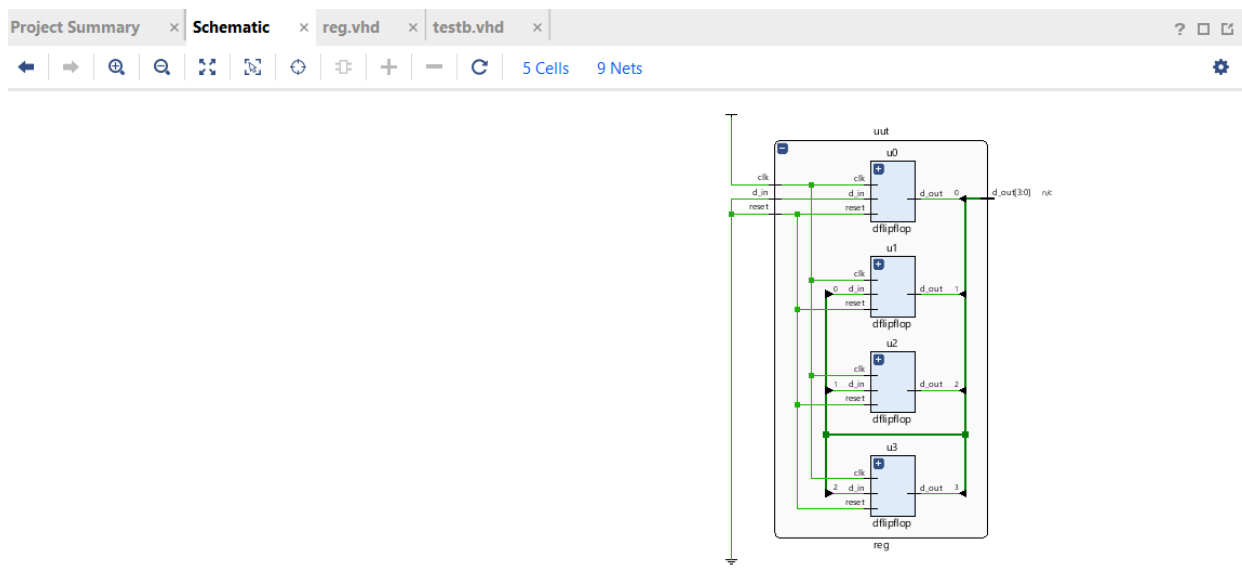 Project Summary × Schematic × reg.vhd × testb.vhd × ?
5 Cells 9 Nets
uut
u0
clk
clk
d_in
d_in
d_out
0
d_out[3:0]
n/c
reset
reset
dflipflop
u1
clk
0
d_in
d_out
1
reset
dflipflop
u2
clk
1
d_in
d_out
2
reset
dflipflop
u3
clk
2
d_in
d_out
3
reset
dflipflop
reg